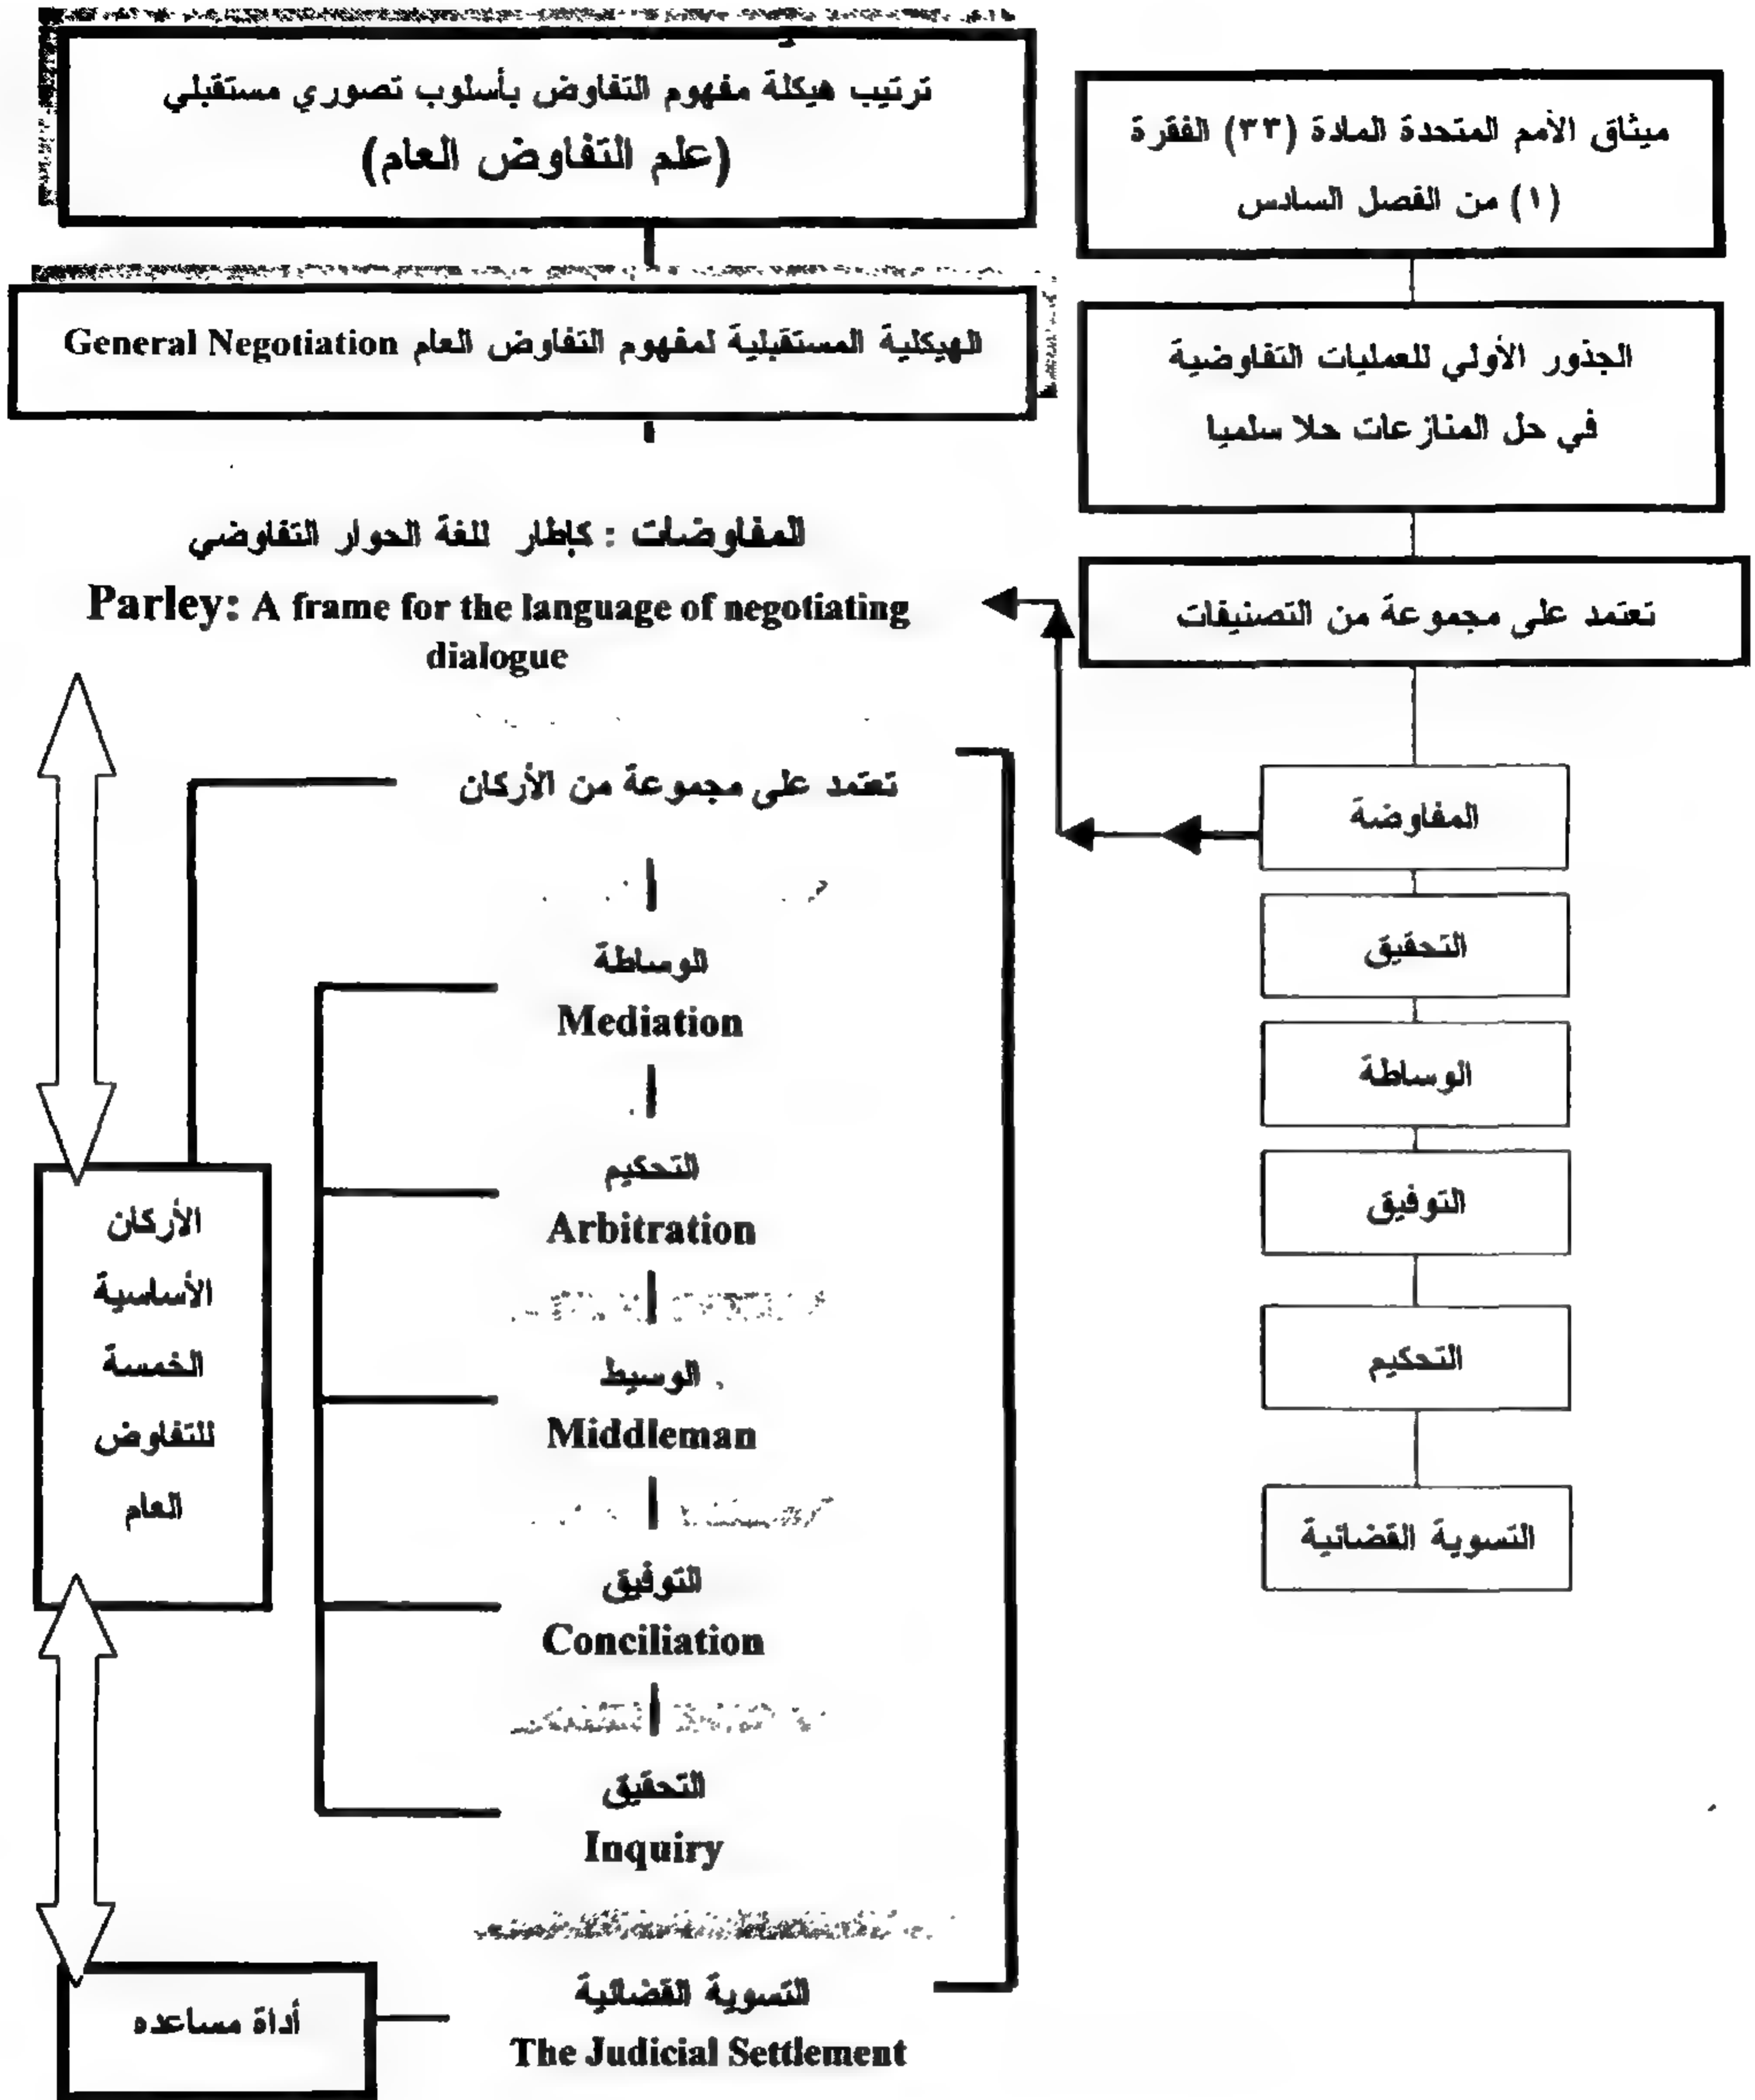 ميثاق الأمم المتحدة المادة (٣٣) الفقرة
(١) من الفصل السادس
الجذور الأولي للعمليات التفاوضية
في حل المنازعات حلا سلميا
تعتمد على مجموعة من التصنيفات
المفاوضة
التحقيق
الوساطة
التوفيق
التحكيم
التسوية القضائية
ترتيب هيكلة مفهوم التفاوض بأسلوب تصوري مستقبلي
(علم التفاوض العام)
الهيكلية المستقبلية لمفهوم التفاوض العام General Negotiation
المفاوضات : كإطار للغة الحوار التفاوضي
Parley: A frame for the language of negotiating
dialogue
تعتمد على مجموعة من الأركان
الوساطة
Mediation
التحكيم
Arbitration
الوسيط
Middleman
التوفيق
Conciliation
التحقيق
Inquiry
التسوية القضائية
The Judicial Settlement
الأركان
الأساسية
الخمسة
للتفاوض
العام
أداة مساعده